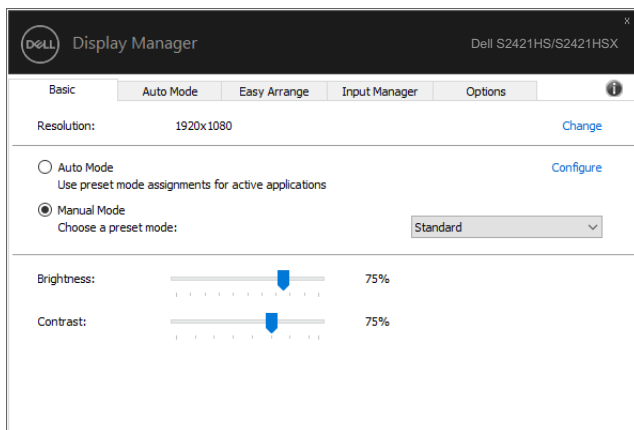 x
DELL Display Manager Dell S2421HS/S2421HSX
Basic Auto Mode Easy Arrange Input Manager Options i
Resolution: 1920x1080 Change
Auto Mode Configure
Use preset mode assignments for active applications
Manual Mode
Choose a preset mode: Standard
Brightness: 75%
Contrast: 75%